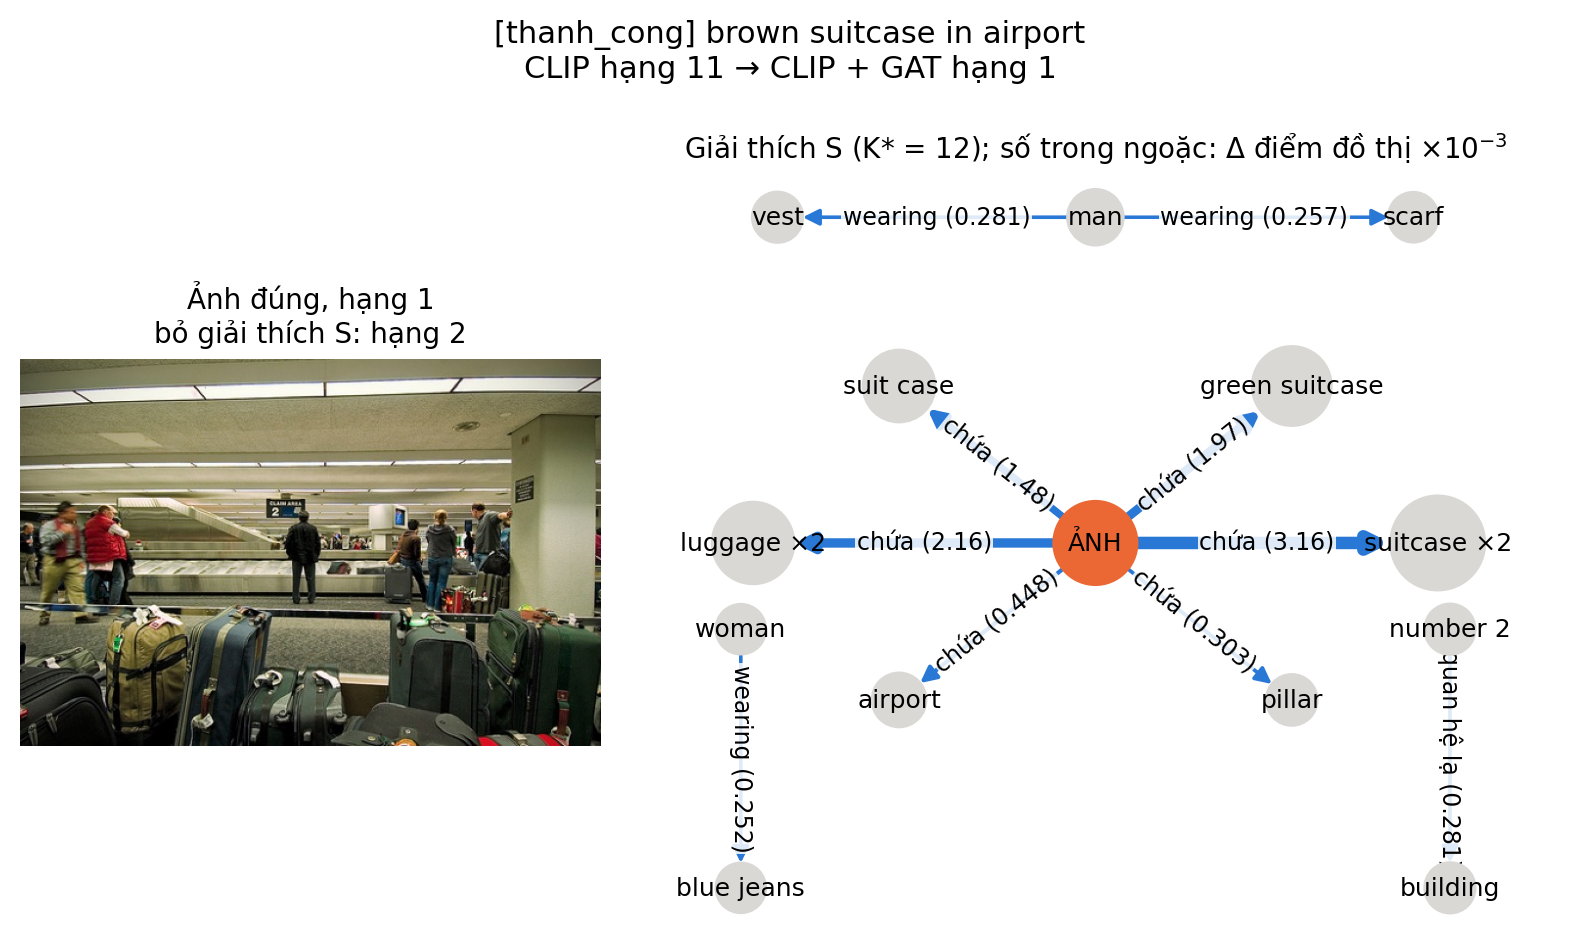 [thanh_cong] brown suitcase in airport
CLIP hạng 11 → CLIP + GAT hạng 1
Giải thích S (K* = 12); số trong ngoặc: Δ điểm đồ thị ×10⁻³
vest
wearing (0.281)
man
wearing (0.257)
scarf
Ảnh đúng, hạng 1
bỏ giải thích S: hạng 2
CLAIM AREA
2
suit case
green suitcase
chứa (1.48)
chứa (1.97)
luggage ×2
chứa (2.16)
ẢNH
chứa (3.16)
suitcase ×2
chứa (0.448)
chứa (0.303)
woman
number 2
airport
pillar
wearing (0.252)
quan hệ lạ (0.281)
blue jeans
building